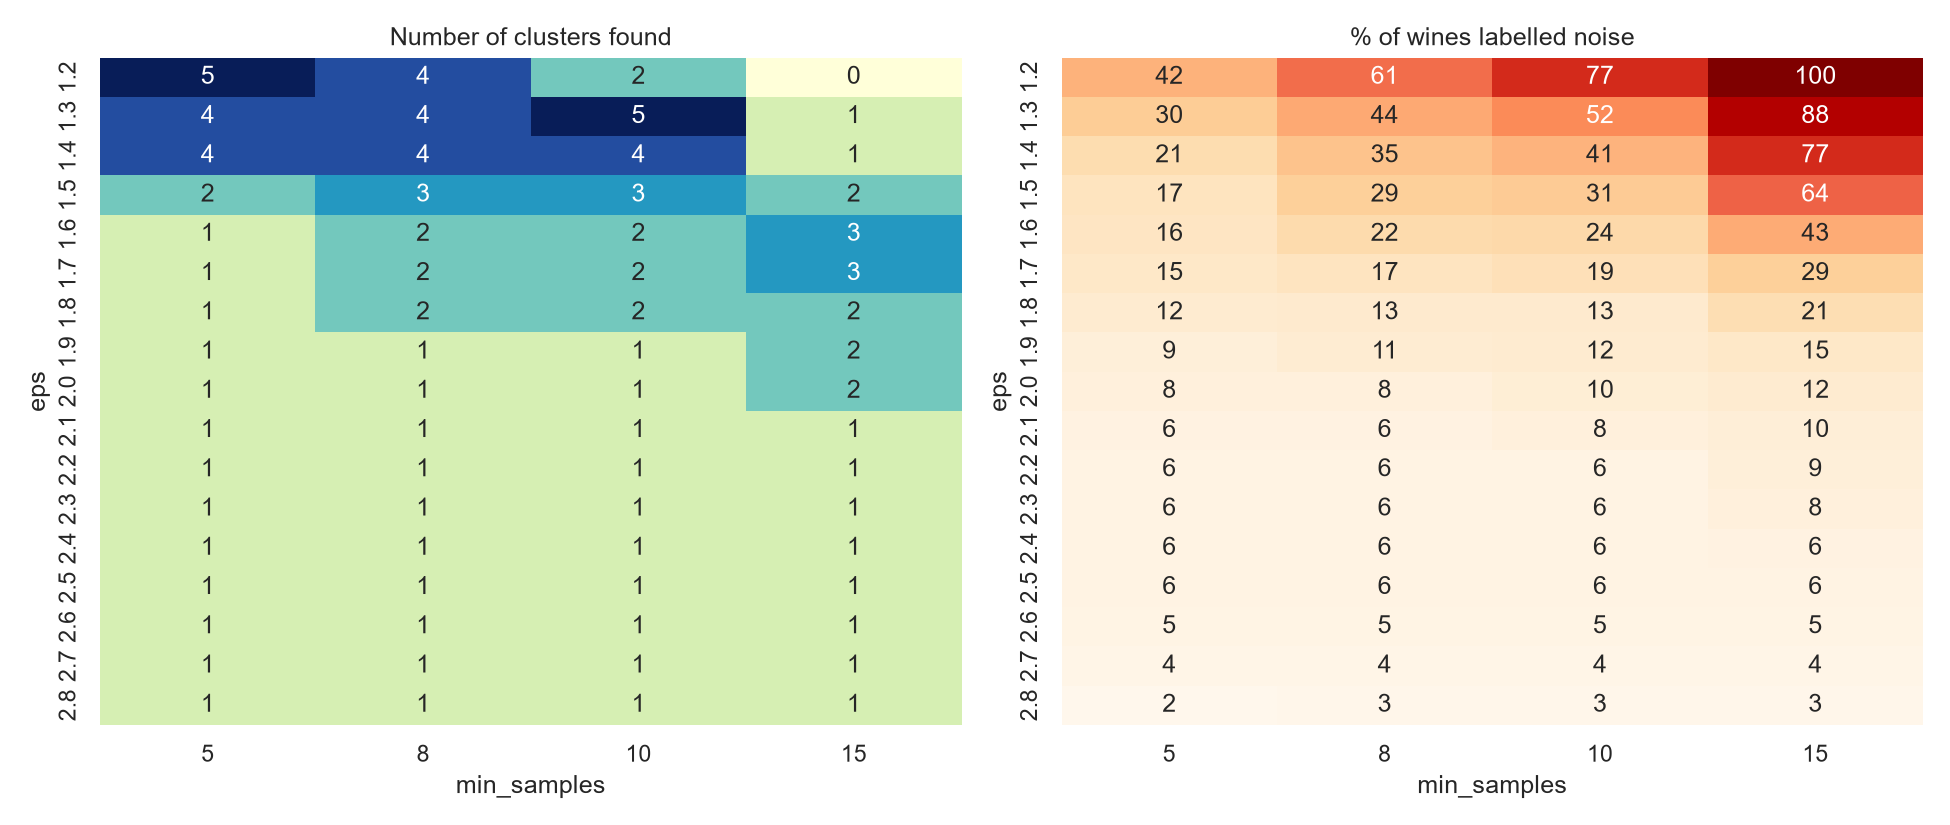 Number of clusters found
1.2 5 4 2 0
1.3 4 4 5 1
1.4 4 4 4 1
1.5 2 3 3 2
1.6 1 2 2 3
1.7 1 2 2 3
1.8 1 2 2 2
1.9 1 1 1 2
2.0 1 1 1 2
2.1 1 1 1 1
2.2 1 1 1 1
2.3 1 1 1 1
2.4 1 1 1 1
2.5 1 1 1 1
2.6 1 1 1 1
2.7 1 1 1 1
2.8 1 1 1 1
eps
5 8 10 15
min_samples
% of wines labelled noise
1.2 42 61 77 100
1.3 30 44 52 88
1.4 21 35 41 77
1.5 17 29 31 64
1.6 16 22 24 43
1.7 15 17 19 29
1.8 12 13 13 21
1.9 9 11 12 15
2.0 8 8 10 12
2.1 6 6 8 10
2.2 6 6 6 9
2.3 6 6 6 8
2.4 6 6 6 6
2.5 6 6 6 6
2.6 5 5 5 5
2.7 4 4 4 4
2.8 2 3 3 3
eps
5 8 10 15
min_samples